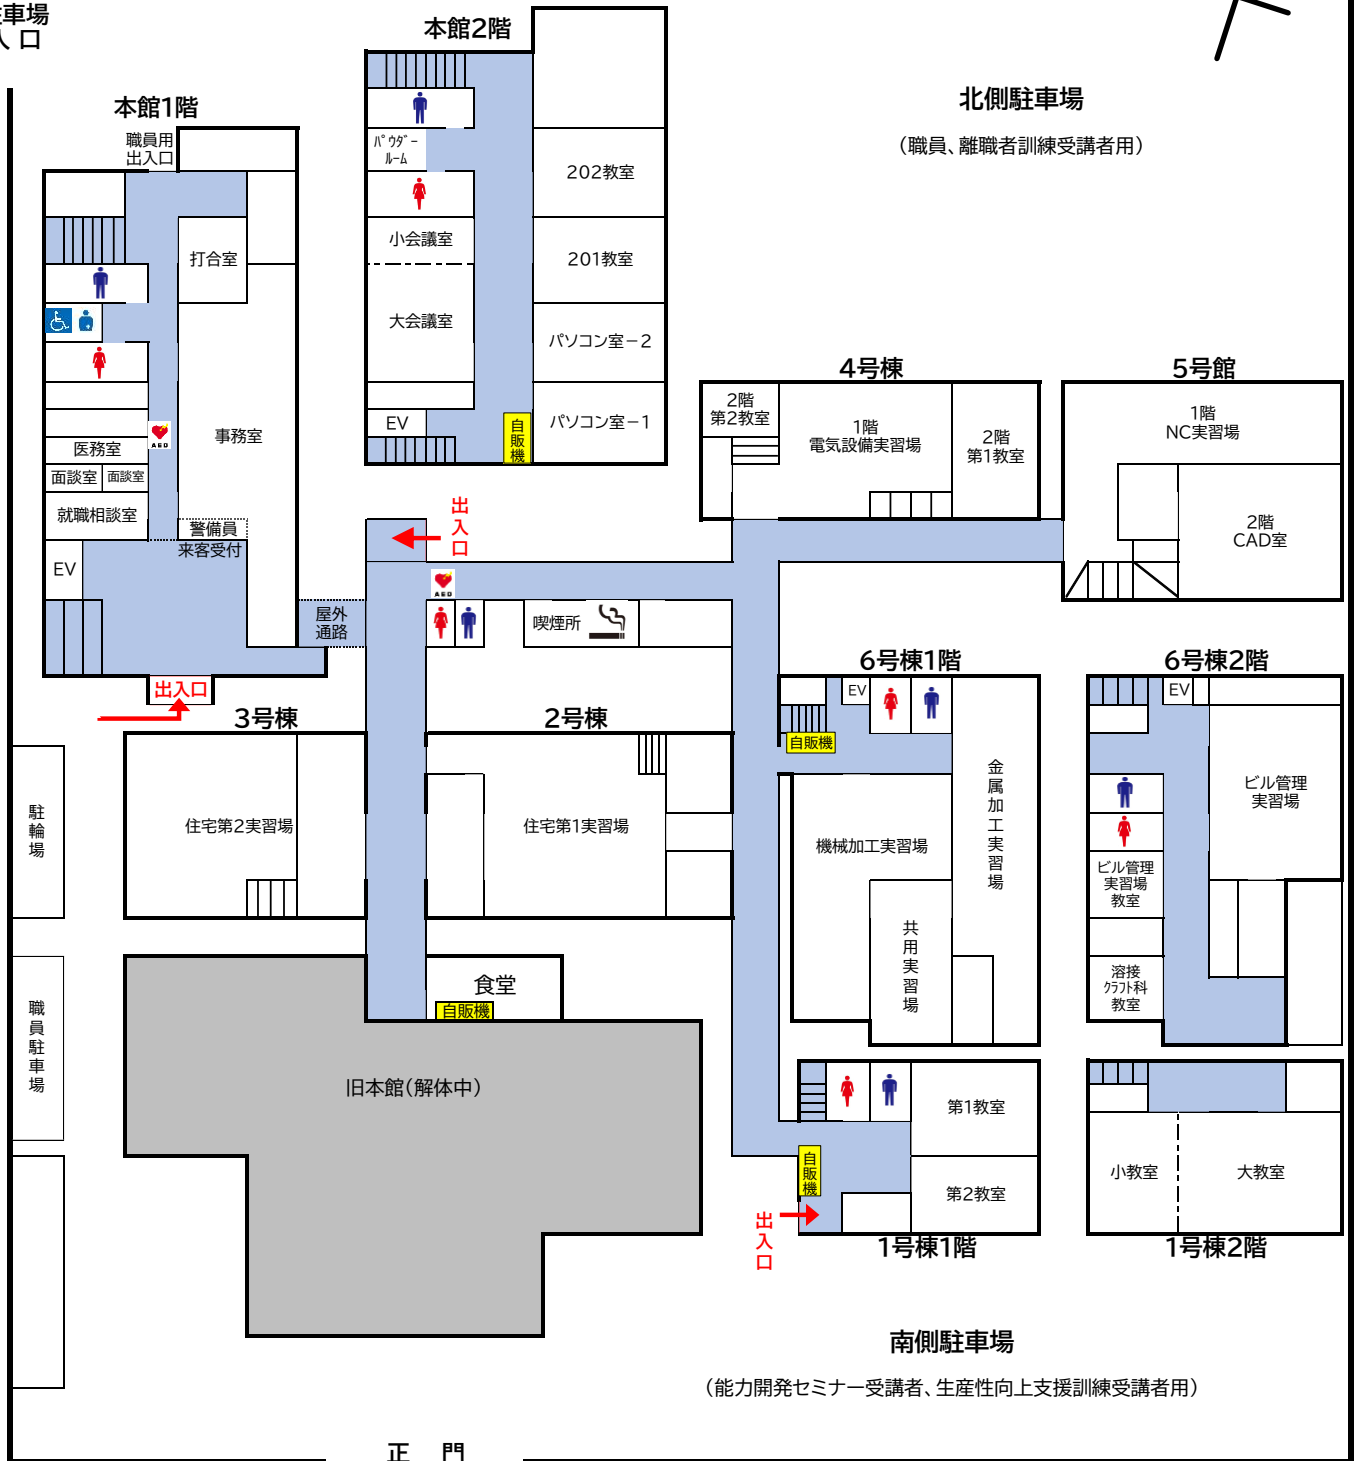 車場
入 口
本館2階
北側駐車場
（職員、離職者訓練受講者用）
本館1階
職員用
出入口
パウダー
ルーム
202教室
小会議室
201教室
打合室
大会議室
パソコン室－2
EV
自販機
パソコン室－1
AED
事務室
医務室
面談室
面談室
就職相談室
警備員
来客受付
EV
4号棟
2階
第2教室
1階
電気設備実習場
2階
第1教室
5号館
1階
NC実習場
2階
CAD室
出入口
AED
屋外
通路
喫煙所
出入口
6号棟1階
EV
自販機
金属加工実習場
機械加工実習場
共用実習場
6号棟2階
EV
ビル管理
実習場
ビル管理
実習場
教室
溶接
クラフト科
教室
3号棟
住宅第2実習場
2号棟
住宅第1実習場
駐輪場
職員駐車場
食堂
自販機
旧本館（解体中）
第1教室
自販機
第2教室
出入口
1号棟1階
小教室
大教室
1号棟2階
南側駐車場
（能力開発セミナー受講者、生産性向上支援訓練受講者用）
正 門